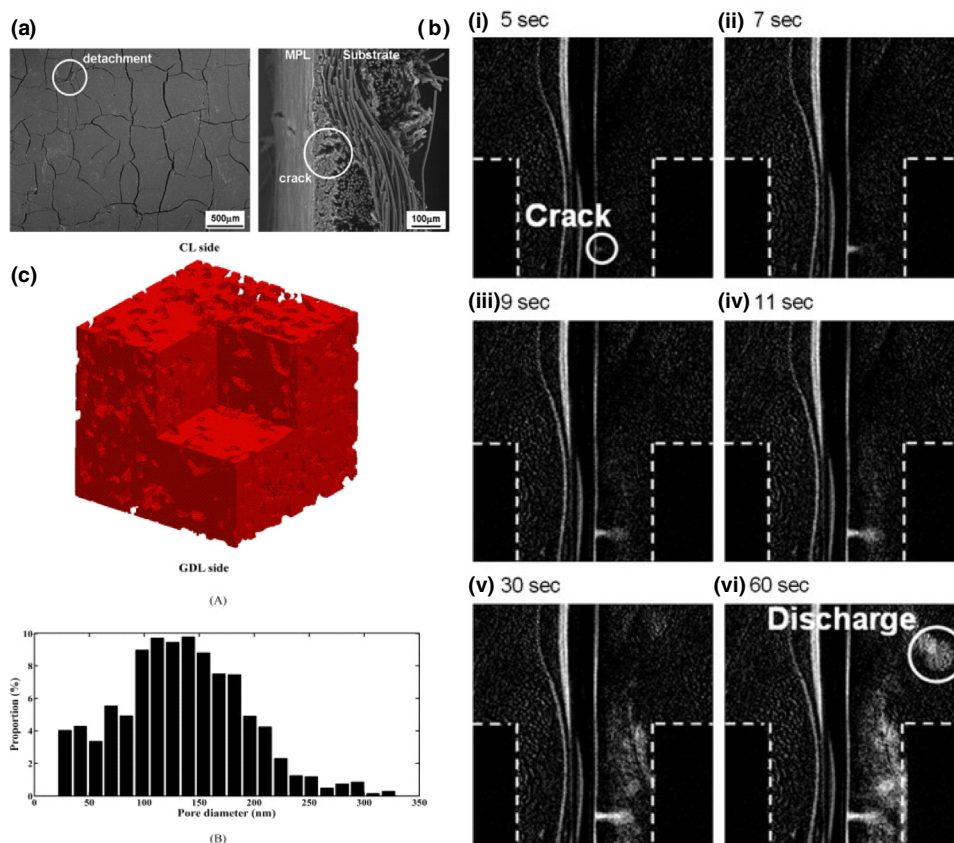 (a)
detachment
500µm
(b)
MPL
Substrate
crack
100µm
CL side
(c)
GDL side
(A)
Proportion (%)
10
8
6
4
2
0
0 50 100 150 200 250 300 350
Pore diameter (nm)
(B)
(i) 5 sec
Crack
(ii) 7 sec
(iii) 9 sec
(iv) 11 sec
(v) 30 sec
(vi) 60 sec
Discharge